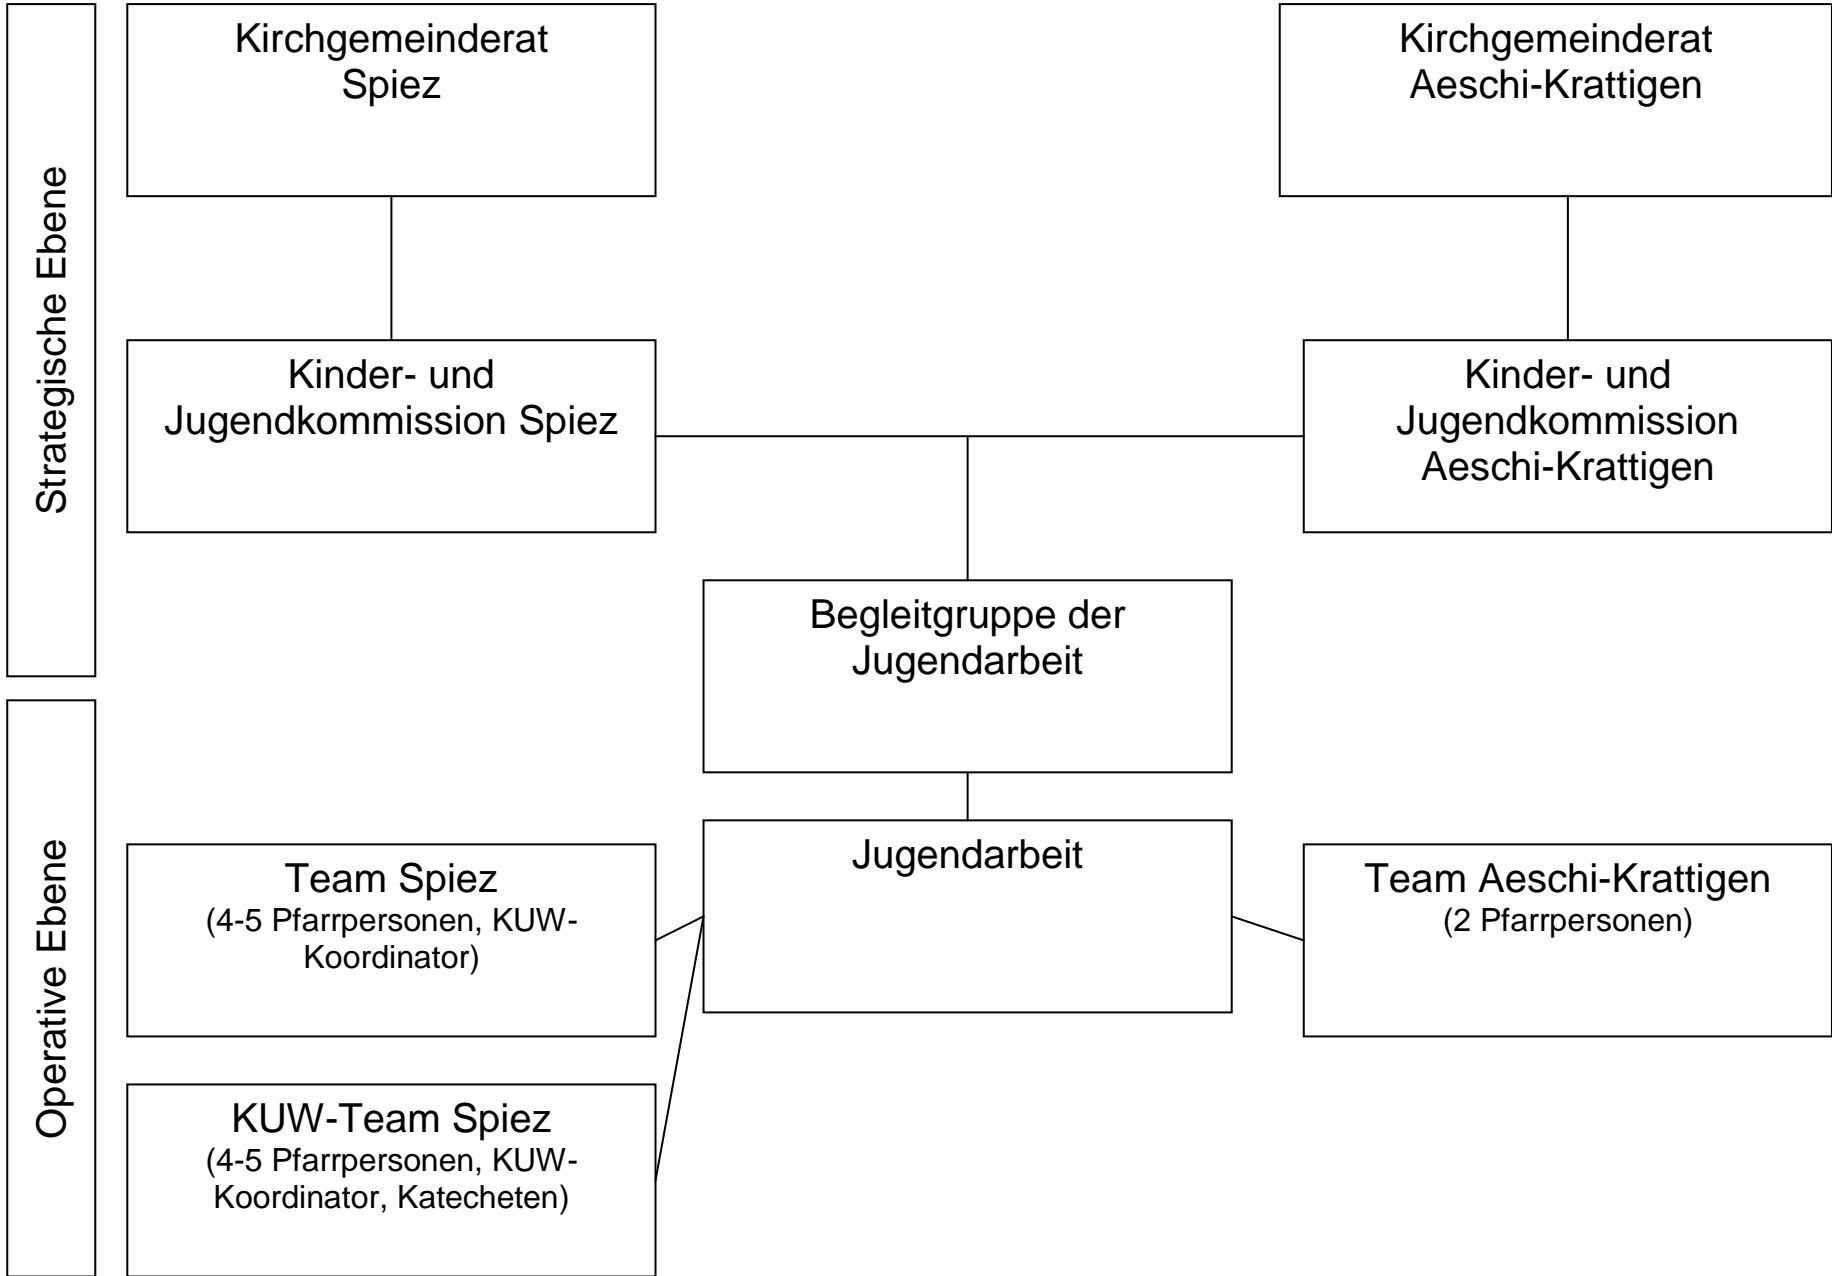 Strategische Ebene
Kirchgemeinderat
Spiez
Kirchgemeinderat
Aeschi-Krattigen
Kinder- und
Jugendkommission Spiez
Kinder- und
Jugendkommission
Aeschi-Krattigen
Begleitgruppe der
Jugendarbeit
Operative Ebene
Team Spiez
(4-5 Pfarrpersonen, KUW-
Koordinator)
Jugendarbeit
Team Aeschi-Krattigen
(2 Pfarrpersonen)
KUW-Team Spiez
(4-5 Pfarrpersonen, KUW-
Koordinator, Katecheten)